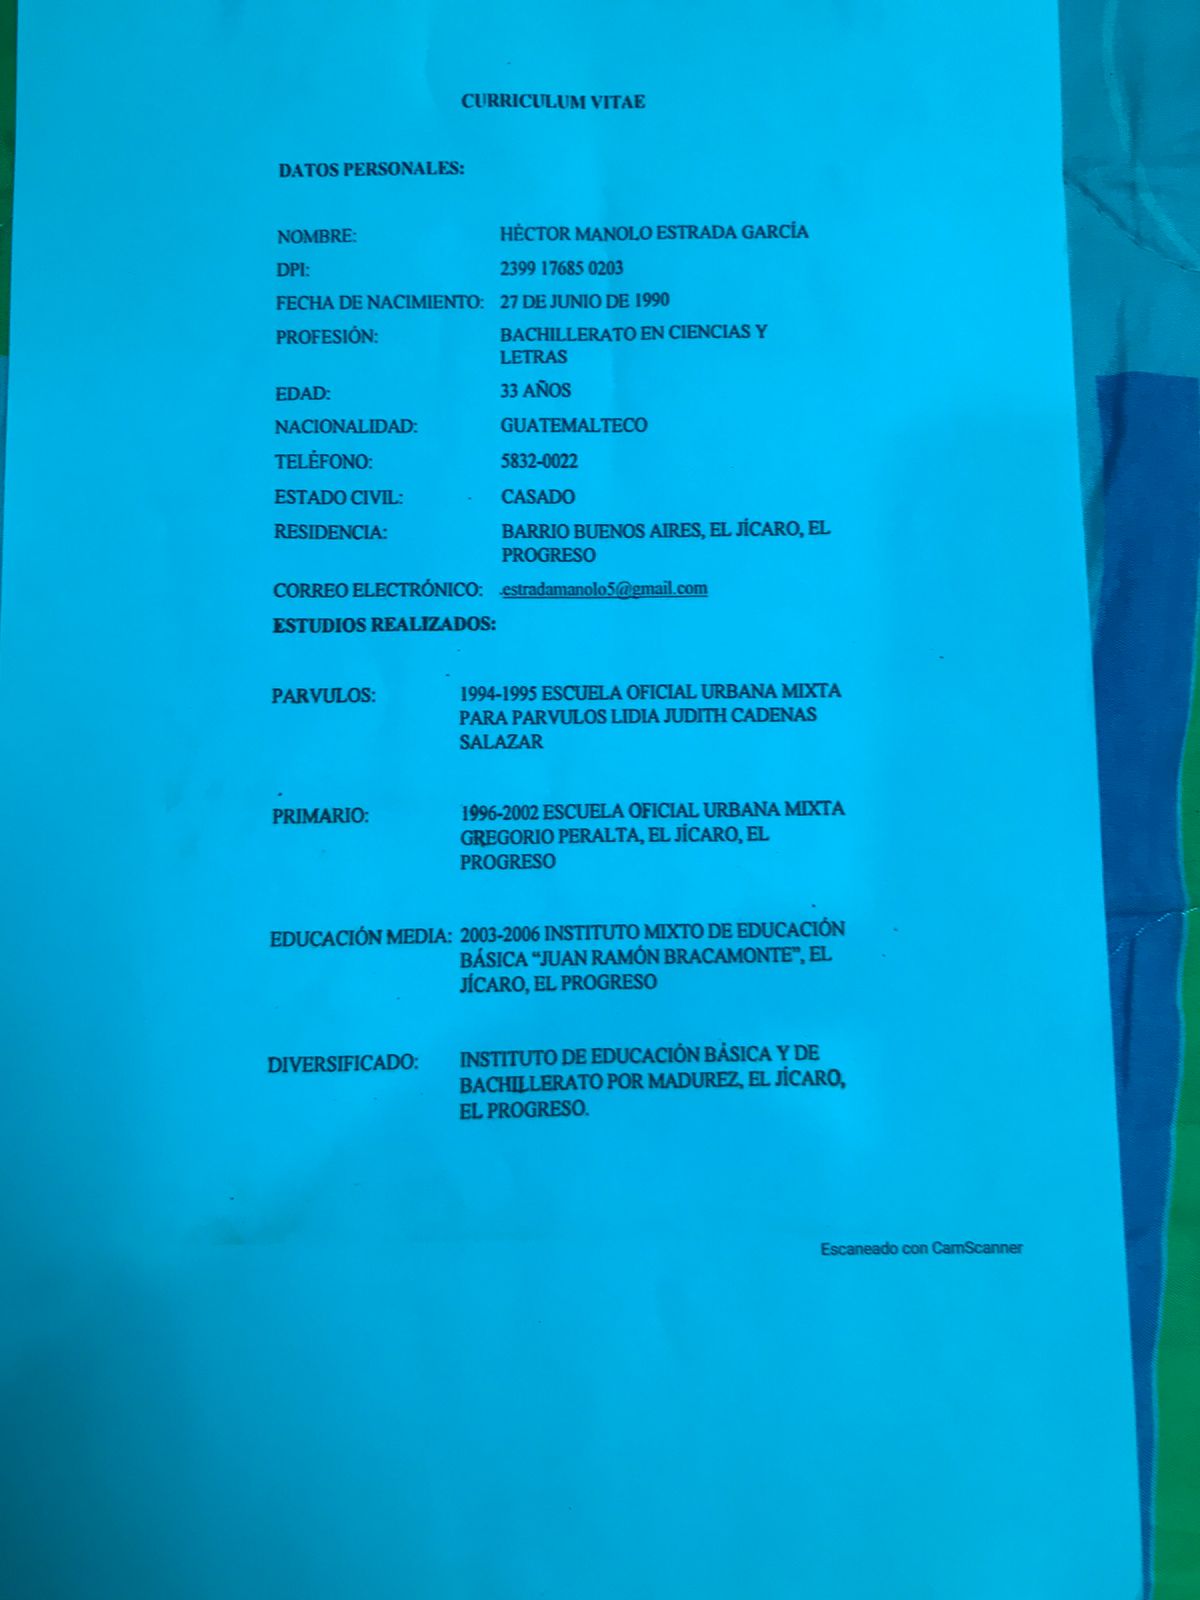 CURRICULUM VITAE
DATOS PERSONALES:
NOMBRE: HÉCTOR MANOLO ESTRADA GARCÍA
DPI: 2399 17685 0203
FECHA DE NACIMIENTO: 27 DE JUNIO DE 1990
PROFESIÓN: BACHILLERATO EN CIENCIAS Y
LETRAS
EDAD: 33 AÑOS
NACIONALIDAD: GUATEMALTECO
TELÉFONO: 5832-0022
ESTADO CIVIL: CASADO
RESIDENCIA: BARRIO BUENOS AIRES, EL JÍCARO, EL
PROGRESO
CORREO ELECTRÓNICO: estradamanolo5@gmail.com
ESTUDIOS REALIZADOS:
PARVULOS: 1994-1995 ESCUELA OFICIAL URBANA MIXTA
PARA PARVULOS LIDIA JUDITH CADENAS
SALAZAR
PRIMARIO: 1996-2002 ESCUELA OFICIAL URBANA MIXTA
GREGORIO PERALTA, EL JÍCARO, EL
PROGRESO
EDUCACIÓN MEDIA: 2003-2006 INSTITUTO MIXTO DE EDUCACIÓN
BÁSICA “JUAN RAMÓN BRACAMONTE”, EL
JÍCARO, EL PROGRESO
DIVERSIFICADO: INSTITUTO DE EDUCACIÓN BÁSICA Y DE
BACHILLERATO POR MADUREZ, EL JÍCARO,
EL PROGRESO.
Escaneado con CamScanner